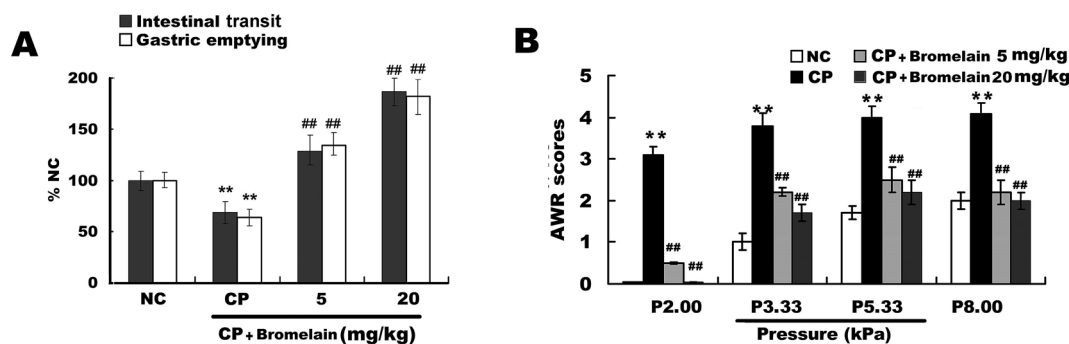 A
Intestinal transit
Gastric emptying
% NC
200
150
100
50
0
**
**
##
##
##
##
NC
CP
5
20
CP+Bromelain (mg/kg)
B
NC
CP+Bromelain 5 mg/kg
CP
CP+Bromelain 20 mg/kg
AWR scores
5
4
3
2
1
0
**
##
##
**
##
##
**
##
##
**
##
##
P2.00
P3.33
P5.33
P8.00
Pressure (kPa)